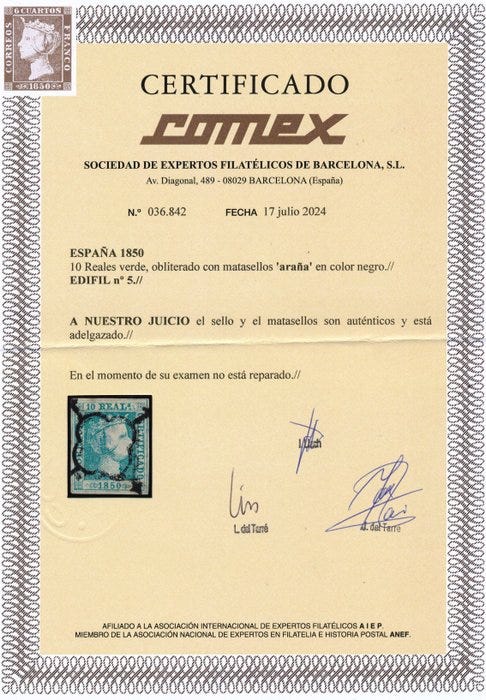 6 CUARTOS
CORREOS
FRANCO
1850
CERTIFICADO
comex
SOCIEDAD DE EXPERTOS FILATÉLICOS DE BARCELONA, S.L.
Av. Diagonal, 489 - 08029 BARCELONA (España)
N.º 036.842 FECHA 17 julio 2024
ESPAÑA 1850
10 Reales verde, obliterado con matasellos 'araña' en color negro.//
EDIFIL nº 5.//
A NUESTRO JUICIO el sello y el matasellos son auténticos y está
adelgazado.//
En el momento de su examen no está reparado.//
10 REALs
CERTIFICADO
1850
L. del Tarré
J. del Tarré
AFILIADO A LA ASOCIACIÓN INTERNACIONAL DE EXPERTOS FILATÉLICOS A I E P.
MIEMBRO DE LA ASOCIACIÓN NACIONAL DE EXPERTOS EN FILATELIA E HISTORIA POSTAL ANEF.